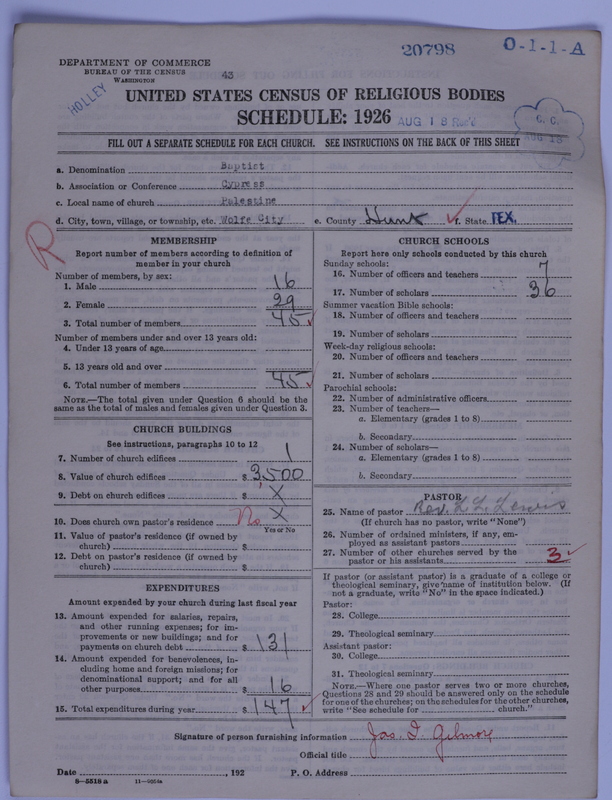 20798 O-1-1-A
DEPARTMENT OF COMMERCE
BUREAU OF THE CENSUS
WASHINGTON
43
HOLLEY
UNITED STATES CENSUS OF RELIGIOUS BODIES
SCHEDULE: 1926
AUG 18 Rec'd
C. C.
AUG 18
FILL OUT A SEPARATE SCHEDULE FOR EACH CHURCH. SEE INSTRUCTIONS ON THE BACK OF THIS SHEET
a. Denomination Baptist
b. Association or Conference Cypress
c. Local name of church Palestine
d. City, town, village, or township, etc. Wolfe City e. County Hunt f. State TEX.
R
MEMBERSHIP
Report number of members according to definition of
member in your church
Number of members, by sex:
1. Male 16
2. Female 29
3. Total number of members 45
Number of members under and over 13 years old:
4. Under 13 years of age
5. 13 years old and over
6. Total number of members 45
NOTE.—The total given under Question 6 should be
same as the total of males and females given under Question 3.
CHURCH BUILDINGS
See instructions, paragraphs 10 to 12
7. Number of church edifices 1
8. Value of church edifices $ 3,500
9. Debt on church edifices $ X
10. Does church own pastor's residence No X
Yes or No
11. Value of pastor's residence (if owned by
church) $
12. Debt on pastor's residence (if owned by
church) $
EXPENDITURES
Amount expended by your church during last fiscal year
13. Amount expended for salaries, repairs,
and other running expenses; for im-
provements or new buildings; and for
payments on church debt $ 131
14. Amount expended for benevolences, in-
cluding home and foreign missions; for
denominational support; and for all
other purposes $ 16
15. Total expenditures during year $ 147
CHURCH SCHOOLS
Report here only schools conducted by this church
Sunday schools:
16. Number of officers and teachers 7
17. Number of scholars 36
Summer vacation Bible schools:
18. Number of officers and teachers
19. Number of scholars
Week-day religious schools:
20. Number of officers and teachers
21. Number of scholars
Parochial schools:
22. Number of administrative officers
23. Number of teachers—
a. Elementary (grades 1 to 8)
b. Secondary
24. Number of scholars—
a. Elementary (grades 1 to 8)
b. Secondary
PASTOR
25. Name of pastor Rev. L. L. Lewis
(If church has no pastor, write "None")
26. Number of ordained ministers, if any, em-
ployed as assistant pastors
27. Number of other churches served by the
pastor or his assistants 3
If pastor (or assistant pastor) is a graduate of a college or
theological seminary, give name of institution below. (If
not a graduate, write "No" in the space indicated.)
Pastor:
28. College
29. Theological seminary
Assistant pastor:
30. College
31. Theological seminary
NOTE.—Where one pastor serves two or more churches,
Questions 28 and 29 should be answered only on the schedule
for one of the churches; on the schedules for the other churches,
write "See schedule for church."
Signature of person furnishing information Jas. I. Gilmore
Official title
Date , 192 P. O. Address
8—5518 a